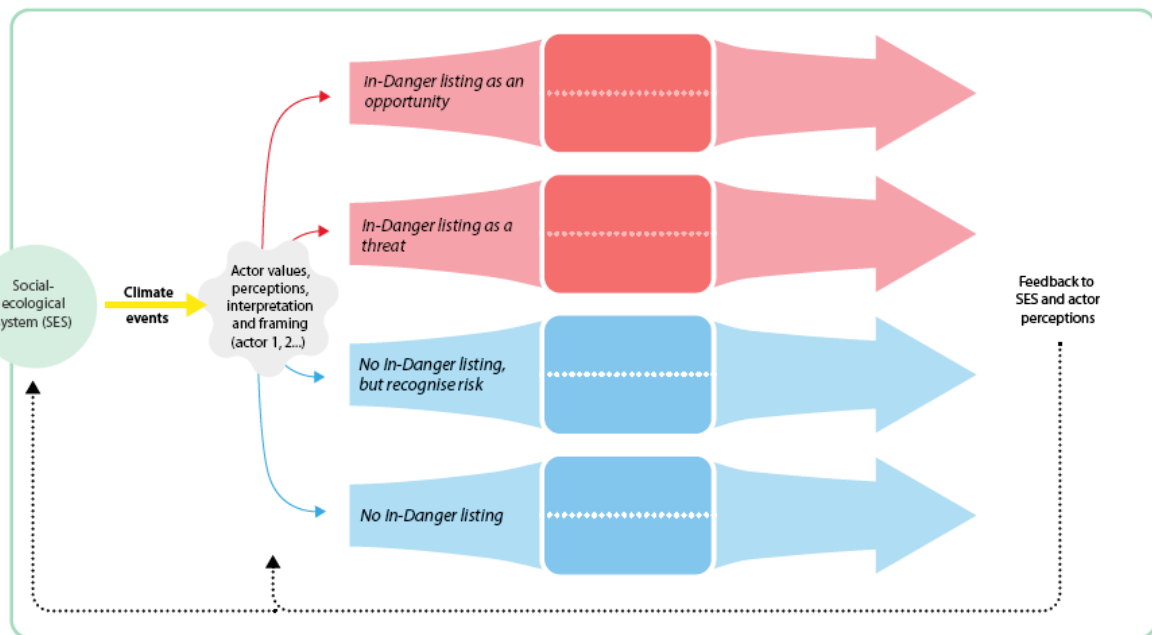 In-Danger listing as an
opportunity
In-Danger listing as a
threat
Social-
ecological
system (SES)
Climate
events
Actor values,
perceptions,
interpretation
and framing
(actor 1, 2...)
No In-Danger listing,
but recognise risk
No In-Danger listing
Feedback to
SES and actor
perceptions